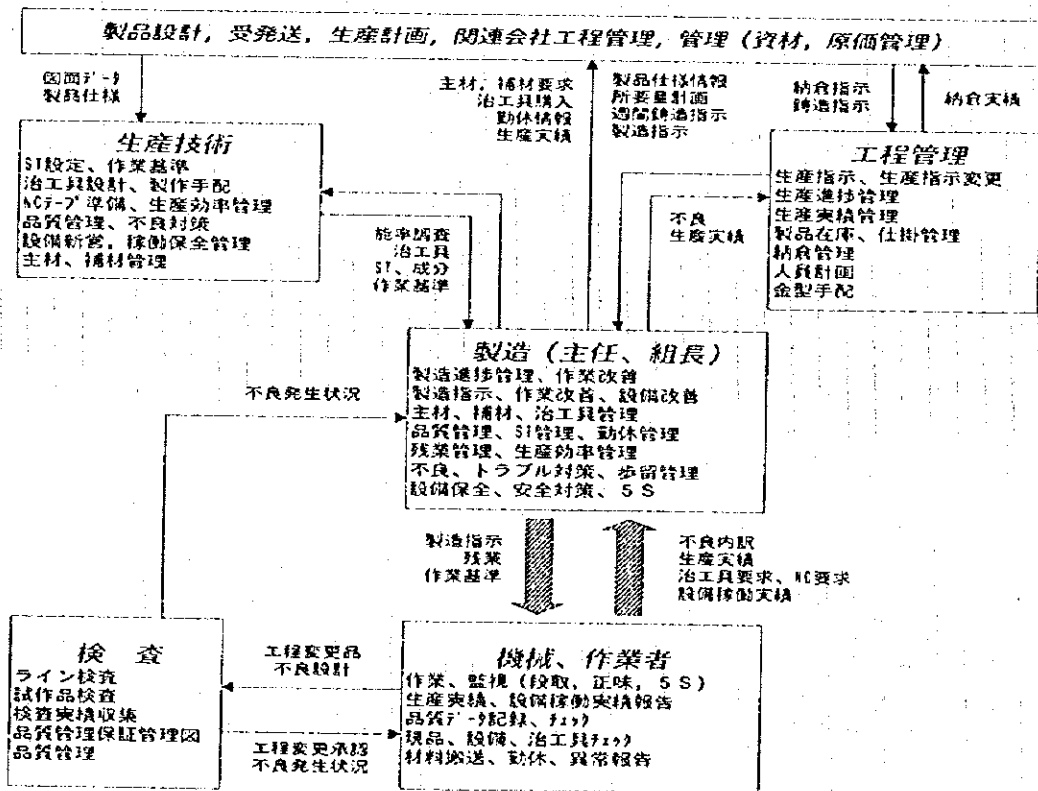 製品設計, 受発送, 生産計画, 関連会社工程管理, 管理 (資材, 原価管理)
図面データ
製品仕様
主材, 補材要求
治工具購入
勤休情報
生産実績
製品仕様情報
所要量計画
週間鋳造指示
製造指示
納倉指示
鋳造指示
納倉実績
生産技術
ST設定、作業基準
治工具設計、製作手配
NCテープ準備、生産効率管理
品質管理、不良対策
設備新営, 稼働保全管理
主材、補材管理
工程管理
生産指示、生産指示変更
生産進捗管理
生産実績管理
製品在庫、仕掛管理
納倉管理
人員計画
金型手配
能率調査
治工具
ST、成分
作業基準
不良
生産実績
製造 (主任、組長)
製造進捗管理、作業改善
製造指示、作業改善、設備改善
主材、補材、治工具管理
品質管理、ST管理、勤休管理
残業管理、生産効率管理
不良、トラブル対策、歩留管理
設備保全、安全対策、5S
不良発生状況
製造指示
残業
作業基準
不良内訳
生産実績
治工具要求、NC要求
設備稼働実績
検 査
ライン検査
試作品検査
検査実績収集
品質管理保証管理図
品質管理
工程変更品
不良設計
工程変更承認
不良発生状況
機械、作業者
作業、監視 (段取, 正味, 5S)
生産実績、設備稼働実績報告
品質データ記録、チェック
現品、設備、治工具チェック
材料搬送、勤休、異常報告